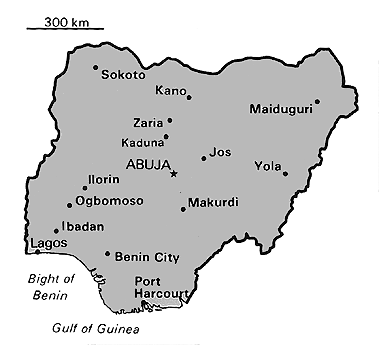 300 km
Sokoto
Kano
Maiduguri
Zaria
Kaduna
Jos
ABUJA
Yola
Ilorin
Ogbomoso
Makurdi
Ibadan
Lagos
Benin City
Bight of
Benin
Port
Harcourt
Gulf of Guinea